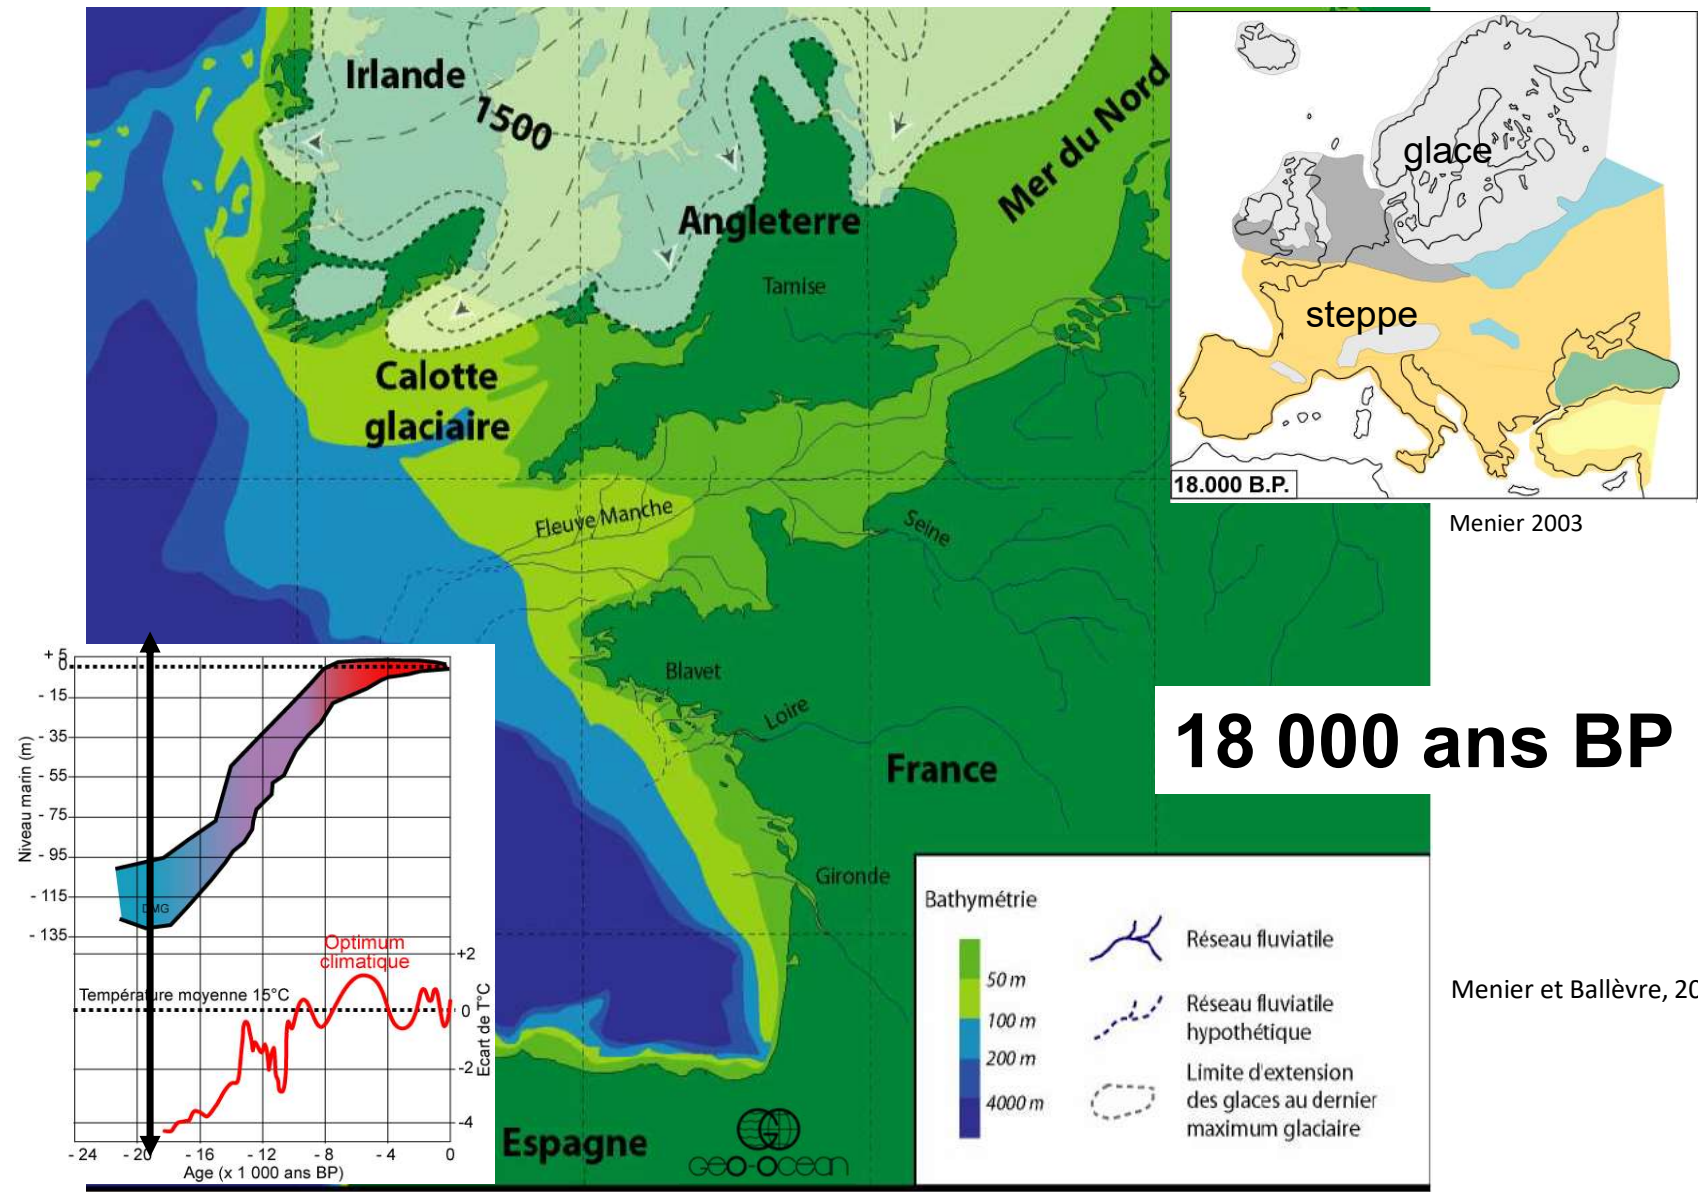 Irlande
1500
Mer du Nord
Angleterre
Tamise
Calotte
glaciaire
Fleuve Manche
Seine
Blavet
Loire
France
Gironde
Espagne
GEO-OCEAN
glace
steppe
18.000 B.P.
Menier 2003
18 000 ans BP
Menier et Ballèvre, 20
Bathymétrie
50 m
100 m
200 m
4000 m
Réseau fluviatile
Réseau fluviatile
hypothétique
Limite d'extension
des glaces au dernier
maximum glaciaire
Niveau marin (m)
+ 5
0
- 15
- 35
- 55
- 75
- 95
- 115
- 135
DMG
Optimum
climatique
Température moyenne 15°C
+2
0
-2
-4
Ecart de T°C
- 24 - 20 - 16 - 12 - 8 - 4 0
Age (x 1 000 ans BP)